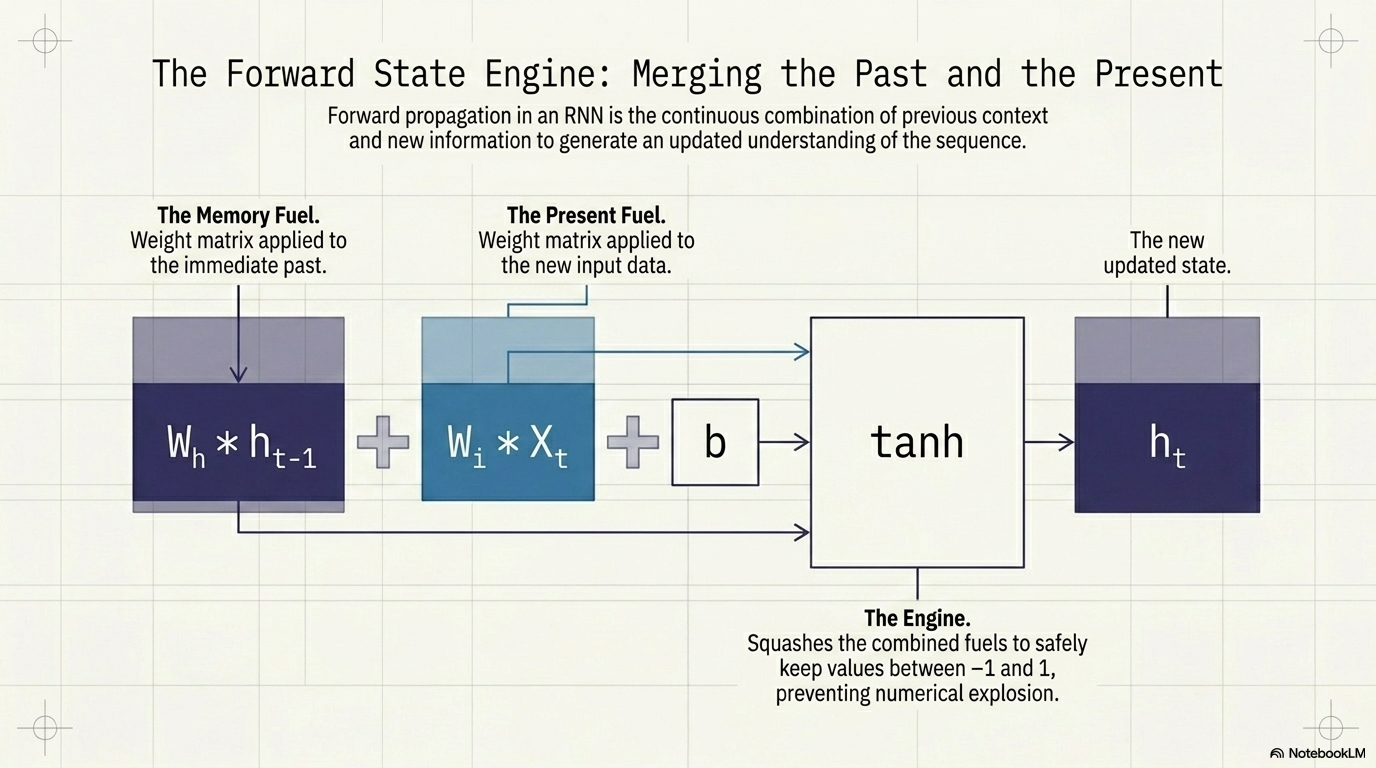 The Forward State Engine: Merging the Past and the Present
Forward propagation in an RNN is the continuous combination of previous context
and new information to generate an updated understanding of the sequence.
The Memory Fuel.
Weight matrix applied to
the immediate past.
The Present Fuel.
Weight matrix applied to
the new input data.
The new
updated state.
Wₕ * hₜ₋₁
+
Wᵢ * Xₜ
+
b
tanh
hₜ
The Engine.
Squashes the combined fuels to safely
keep values between −1 and 1,
preventing numerical explosion.
NotebookLM